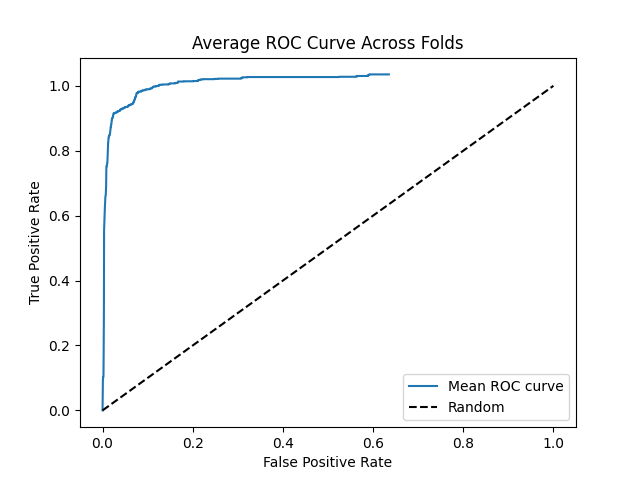 Average ROC Curve Across Folds
True Positive Rate
1.0
0.8
0.6
0.4
0.2
0.0
0.0 0.2 0.4 0.6 0.8 1.0
False Positive Rate
Mean ROC curve
Random